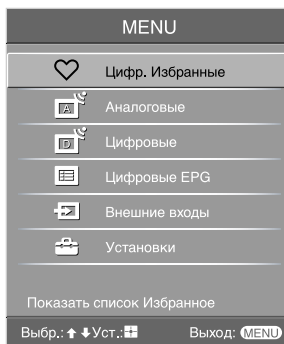 MENU
Цифр. Избранные
A Аналоговые
D Цифровые
Цифровые EPG
Внешние входы
Установки
Показать список Избранное
Выбр.: Уст.: Выход: MENU